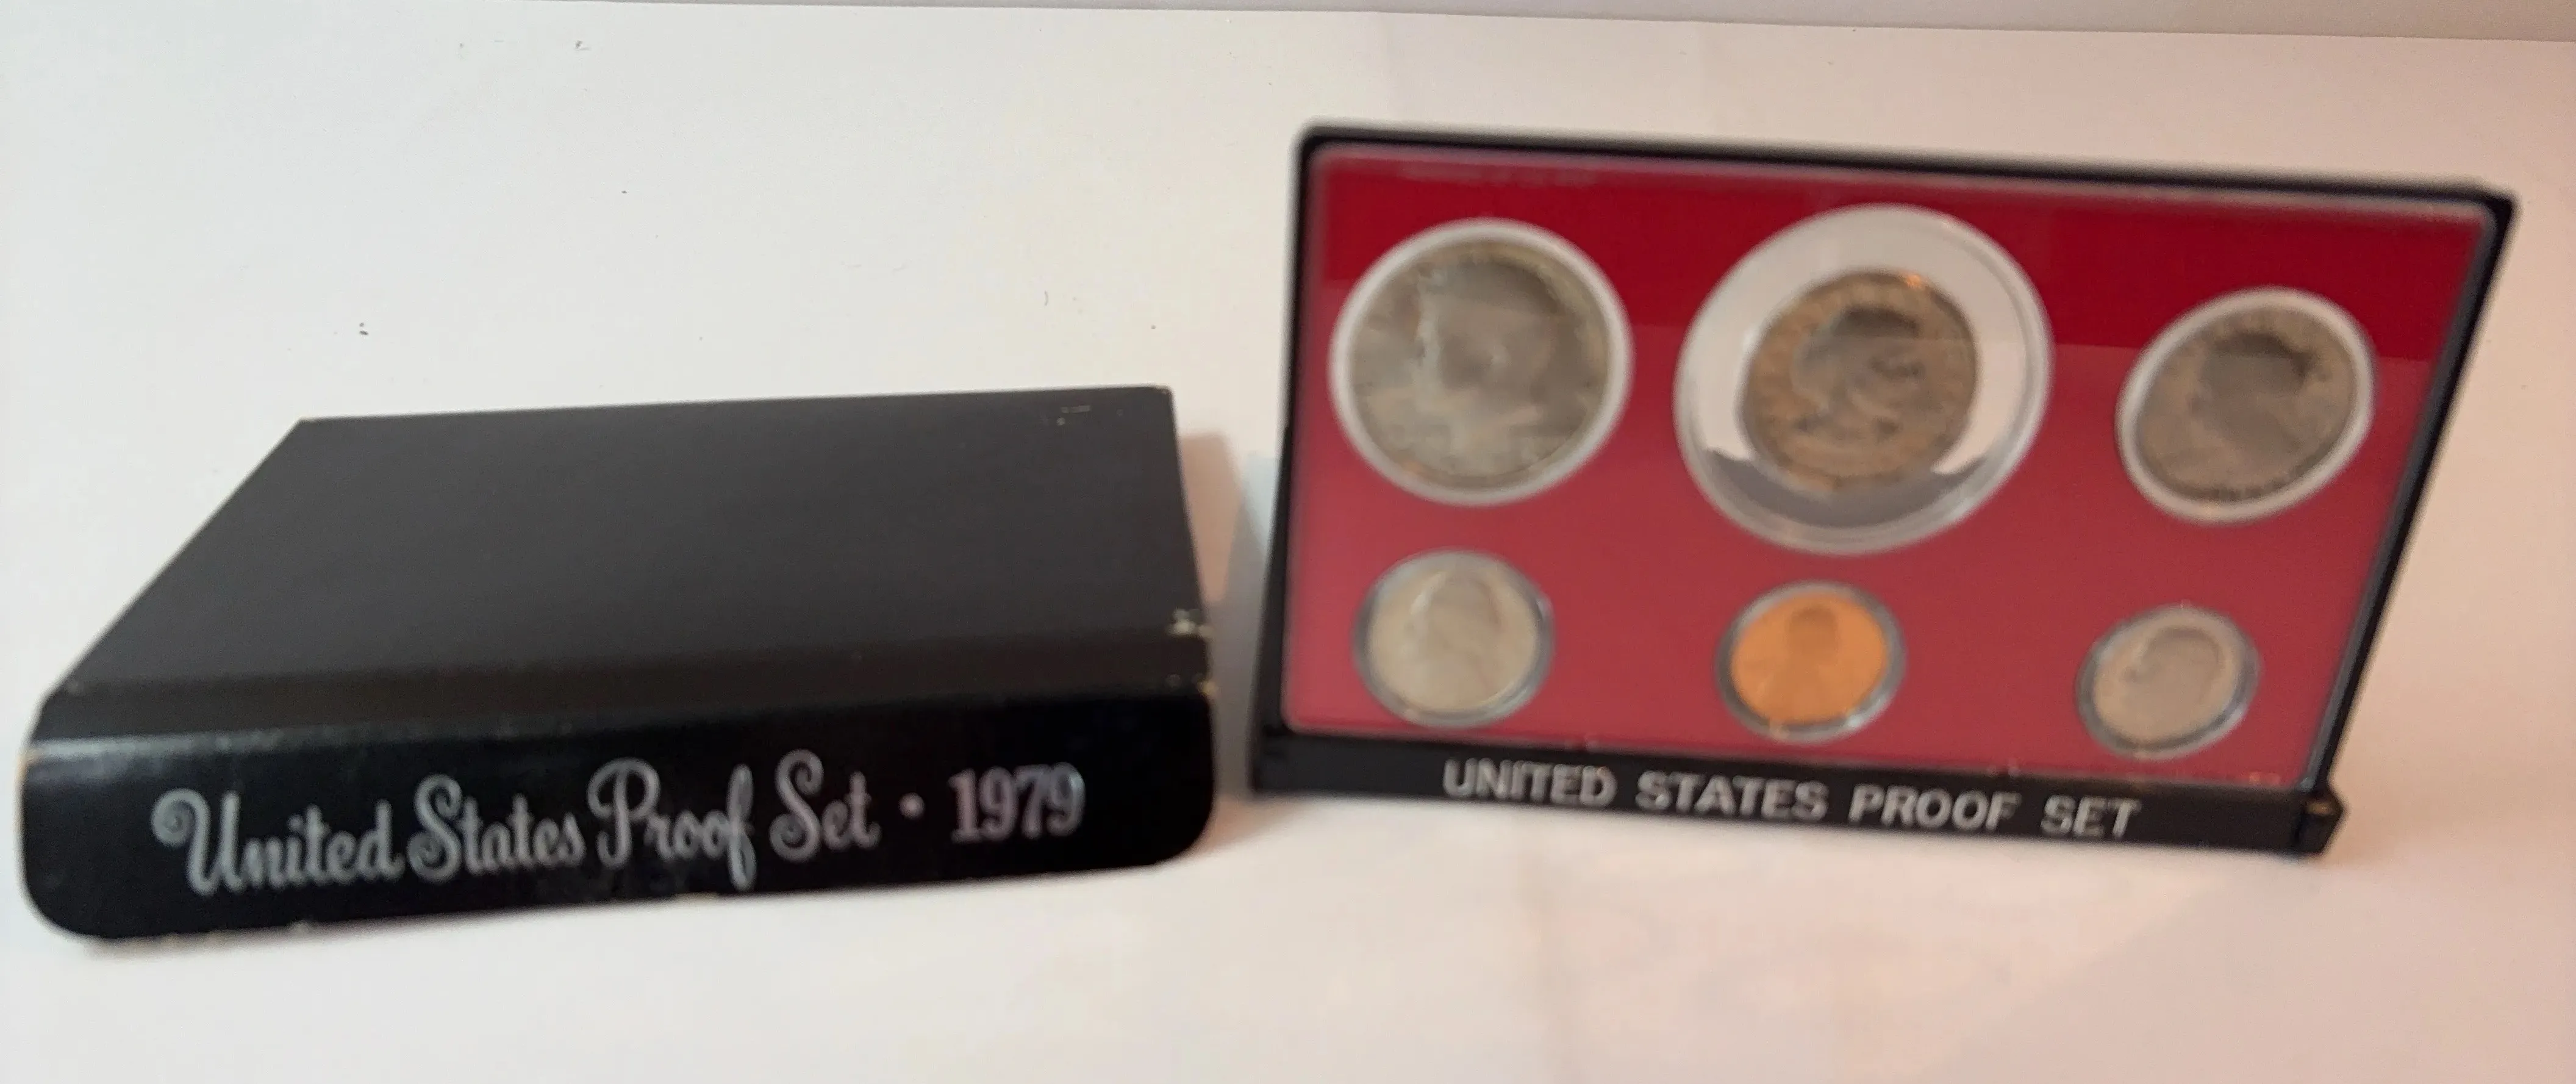 United States Proof Set • 1979
UNITED STATES PROOF SET